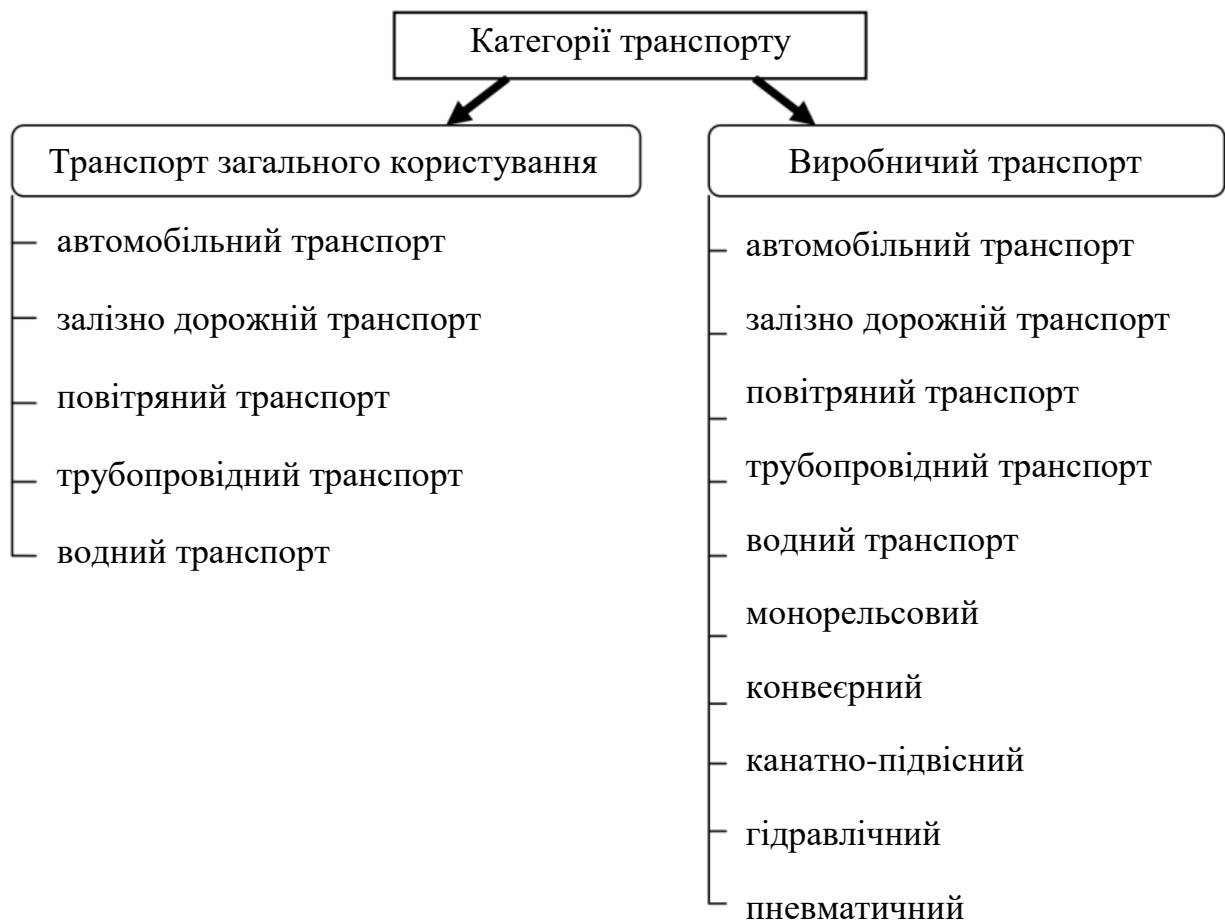 Категорії транспорту
Транспорт загального користування
автомобільний транспорт
залізно дорожній транспорт
повітряний транспорт
трубопровідний транспорт
водний транспорт
Виробничий транспорт
автомобільний транспорт
залізно дорожній транспорт
повітряний транспорт
трубопровідний транспорт
водний транспорт
монорельсовий
конвеєрний
канатно-підвісний
гідравлічний
пневматичний